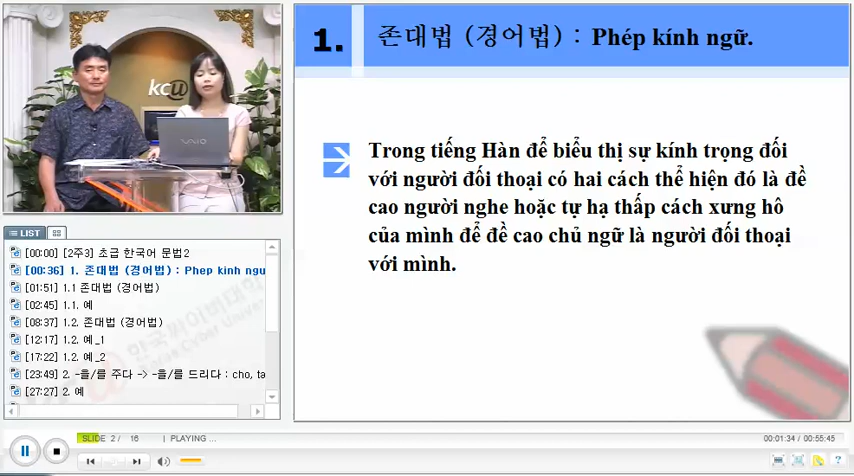 kcu
VAIO
1. 존대법 (경어법) : Phép kính ngữ.
Trong tiếng Hàn để biểu thị sự kính trọng đối
với người đối thoại có hai cách thể hiện đó là đề
cao người nghe hoặc tự hạ thấp cách xưng hô
của mình để đề cao chủ ngữ là người đối thoại
với mình.
LIST
[00:00] [2주3] 초급 한국어 문법2
[00:36] 1. 존대법 (경어법) : Phep kinh ngu
[01:51] 1.1 존대법 (경어법)
[02:45] 1.1. 예
[08:37] 1.2. 존대법 (경어법)
[12:17] 1.2. 예_1
[17:22] 1.2. 예_2
[23:49] 2. -을/를 주다 -> -을/를 드리다 : cho, ta
[27:27] 2. 예
SLIDE 2 / 16 | PLAYING ...
00:01:34 / 00:55:45